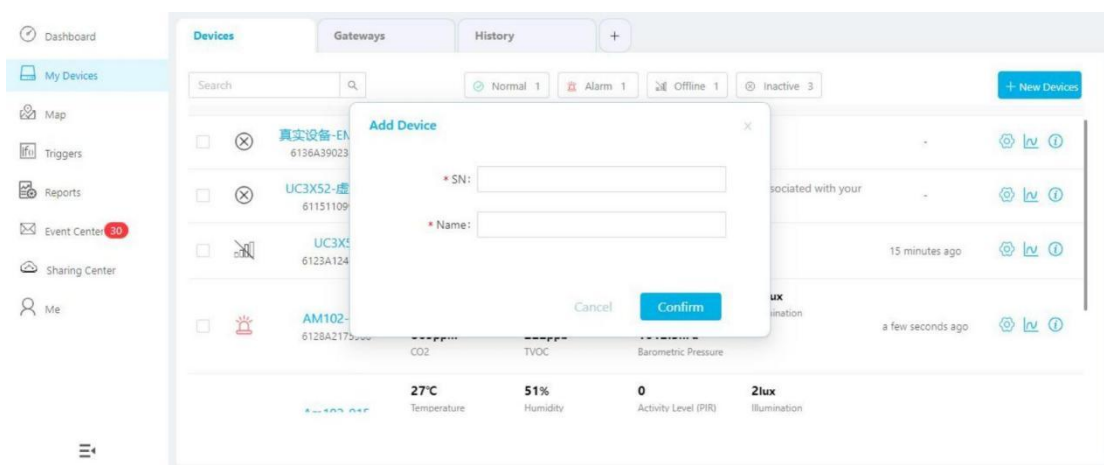 Dashboard
My Devices
Map
Triggers
Reports
Event Center 30
Sharing Center
Me
Devices
Gateways
History
+
Search
Normal 1
Alarm 1
Offline 1
Inactive 3
+ New Devices
真实设备-EM
6136A39023
-
UC3X52-虚
61151109
sociated with your
-
UC3X5
6123A124
15 minutes ago
AM102-
CO2
TVOC
Barometric Pressure
lux
a few seconds ago
27℃
Temperature
51%
Humidity
0
Activity Level (PIR)
2lux
Illumination
Add Device
* SN:
* Name:
Cancel
Confirm